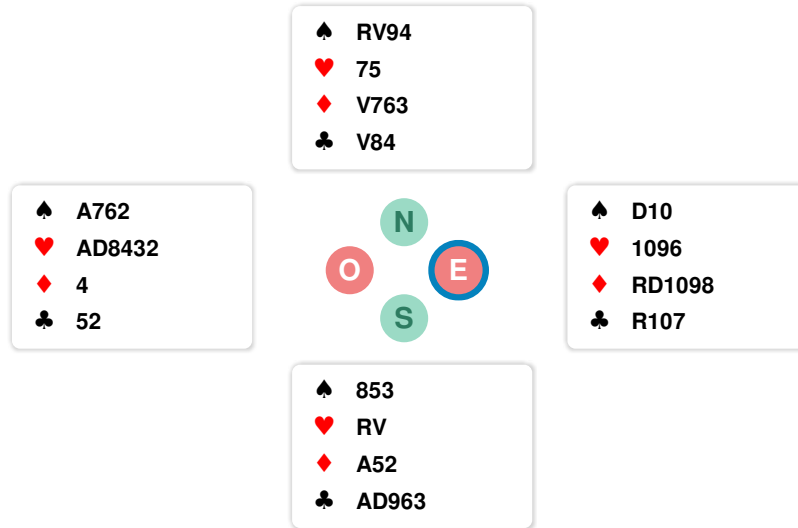 ♠ RV94
♥ 75
♦ V763
♣ V84
♠ A762
♥ AD8432
♦ 4
♣ 52
N
O E
S
♠ D10
♥ 1096
♦ RD1098
♣ R107
♠ 853
♥ RV
♦ A52
♣ AD963